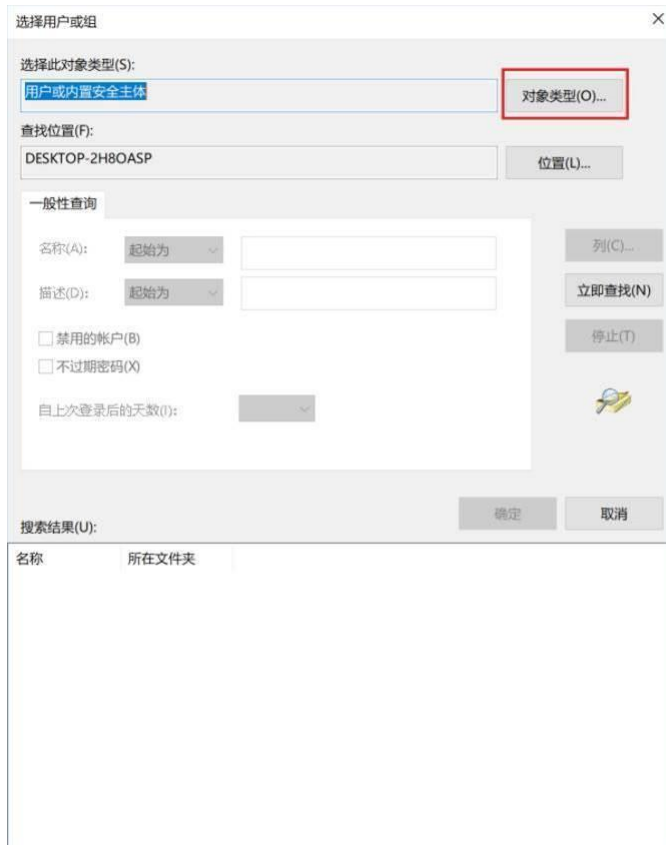 选择用户或组
选择此对象类型(S):
用户或内置安全主体
对象类型(O)...
查找位置(F):
DESKTOP-2H8OASP
位置(L)...
一般性查询
名称(A):
起始为
列(C)...
描述(D):
起始为
立即查找(N)
禁用的帐户(B)
停止(T)
不过期密码(X)
自上次登录后的天数(I):
确定
取消
搜索结果(U):
名称
所在文件夹